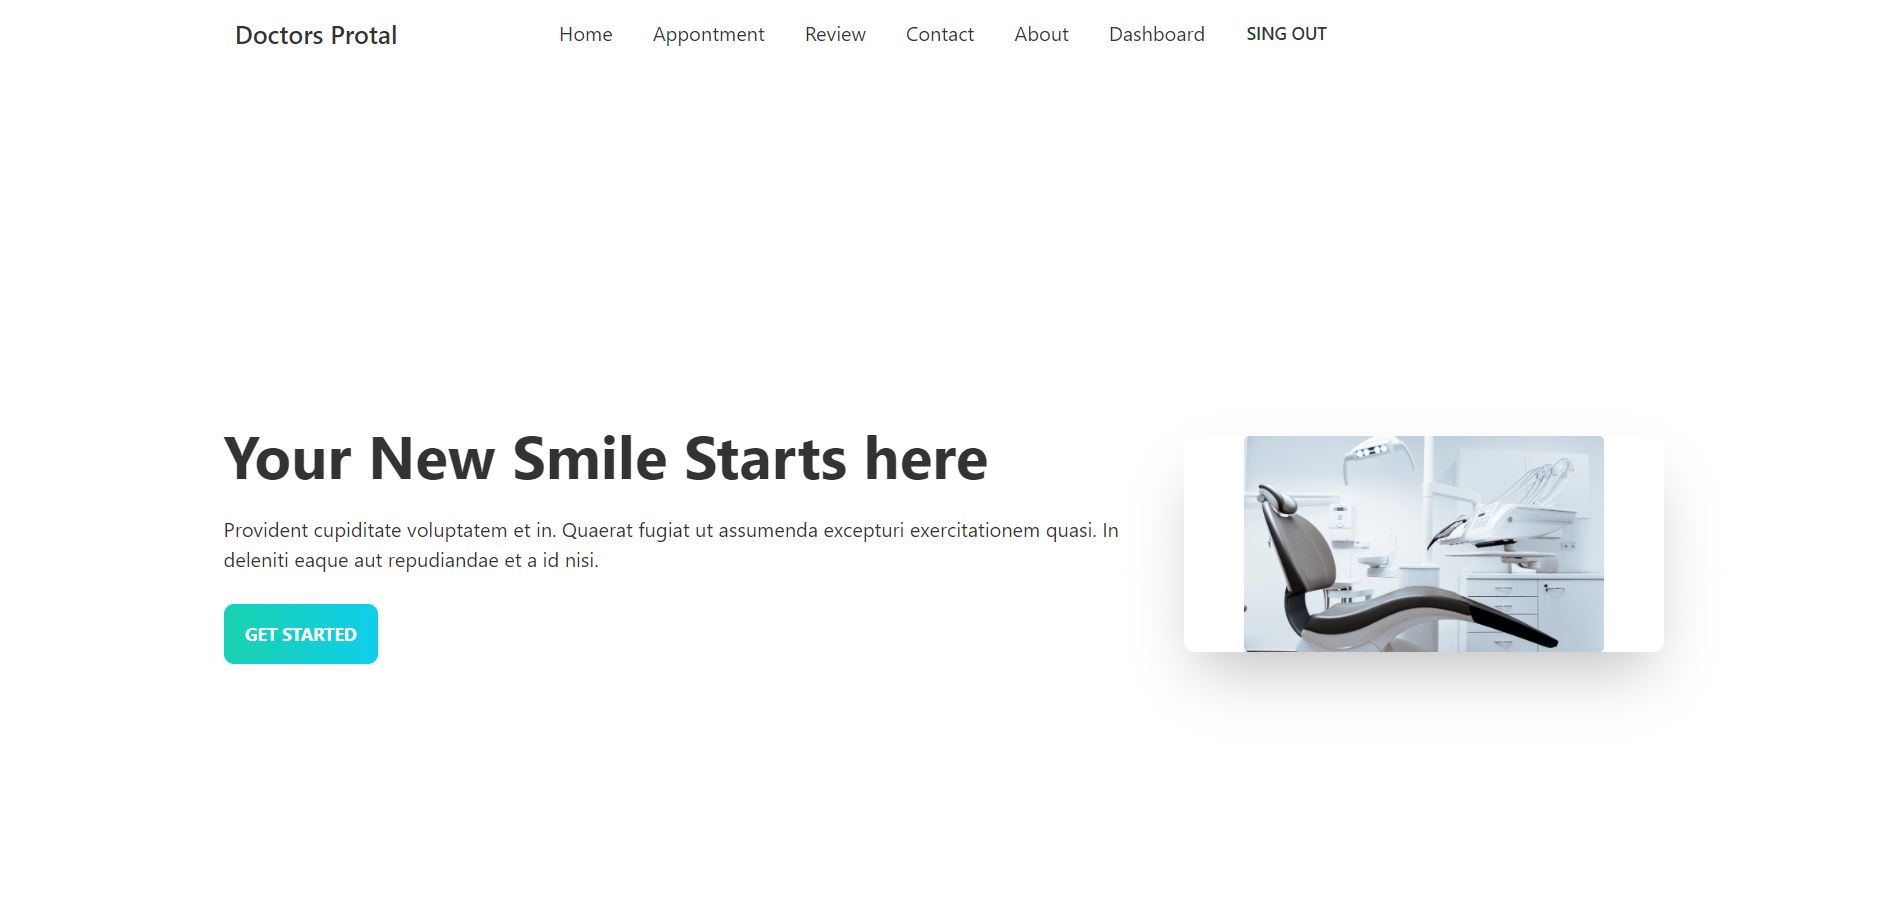 Doctors Protal
Home
Appontment
Review
Contact
About
Dashboard
SING OUT
Your New Smile Starts here
Provident cupiditate voluptatem et in. Quaerat fugiat ut assumenda excepturi exercitationem quasi. In
deleniti eaque aut repudiandae et a id nisi.
GET STARTED